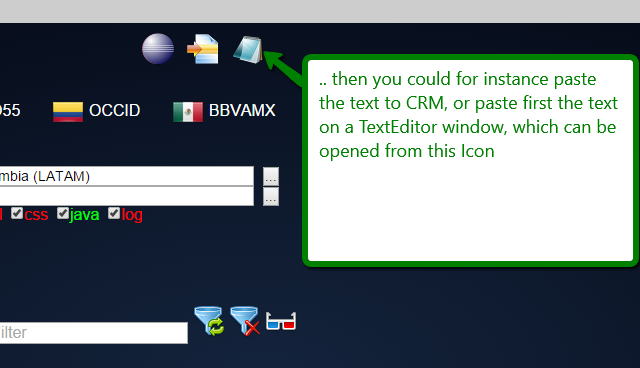 .. then you could for instance paste
the text to CRM, or paste first the text
on a TextEditor window, which can be
opened from this Icon
055 OCCID BBVAMX
mbia (LATAM) ...
...
l css java log
ilter